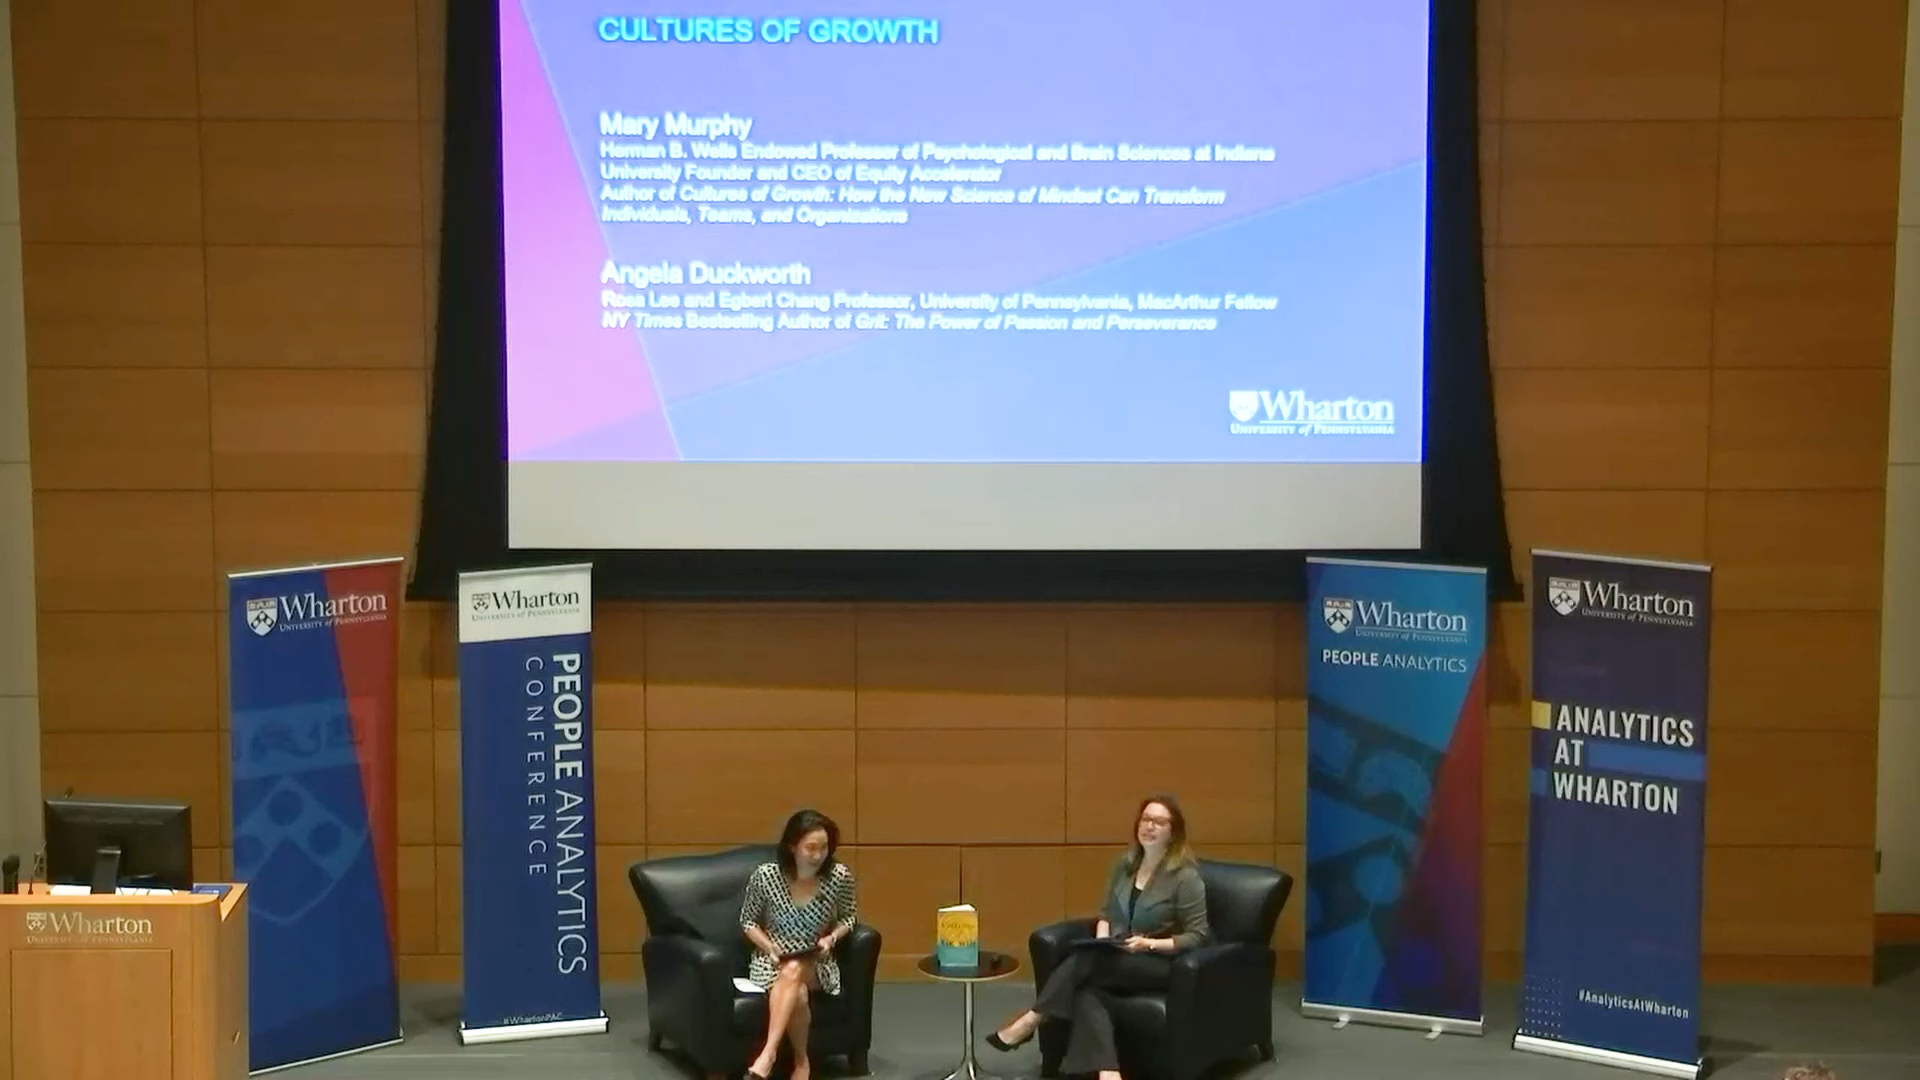 CULTURES OF GROWTH
Mary Murphy
Herman B. Wells Endowed Professor of Psychological and Brain Sciences at Indiana
University Founder and CEO of Equity Accelerator
Author of Cultures of Growth: How the New Science of Mindset Can Transform
Individuals, Teams, and Organizations
Angela Duckworth
Rosa Lee and Egbert Chang Professor, University of Pennsylvania, MacArthur Fellow
NY Times Bestselling Author of Grit: The Power of Passion and Perseverance
Wharton
UNIVERSITY of PENNSYLVANIA
Wharton
UNIVERSITY of PENNSYLVANIA
Wharton
UNIVERSITY of PENNSYLVANIA
PEOPLE ANALYTICS
CONFERENCE
#WhartonPAC
Wharton
UNIVERSITY of PENNSYLVANIA
PEOPLE ANALYTICS
Wharton
UNIVERSITY of PENNSYLVANIA
ANALYTICS
AT
WHARTON
#AnalyticsAtWharton
Wharton
UNIVERSITY of PENNSYLVANIA